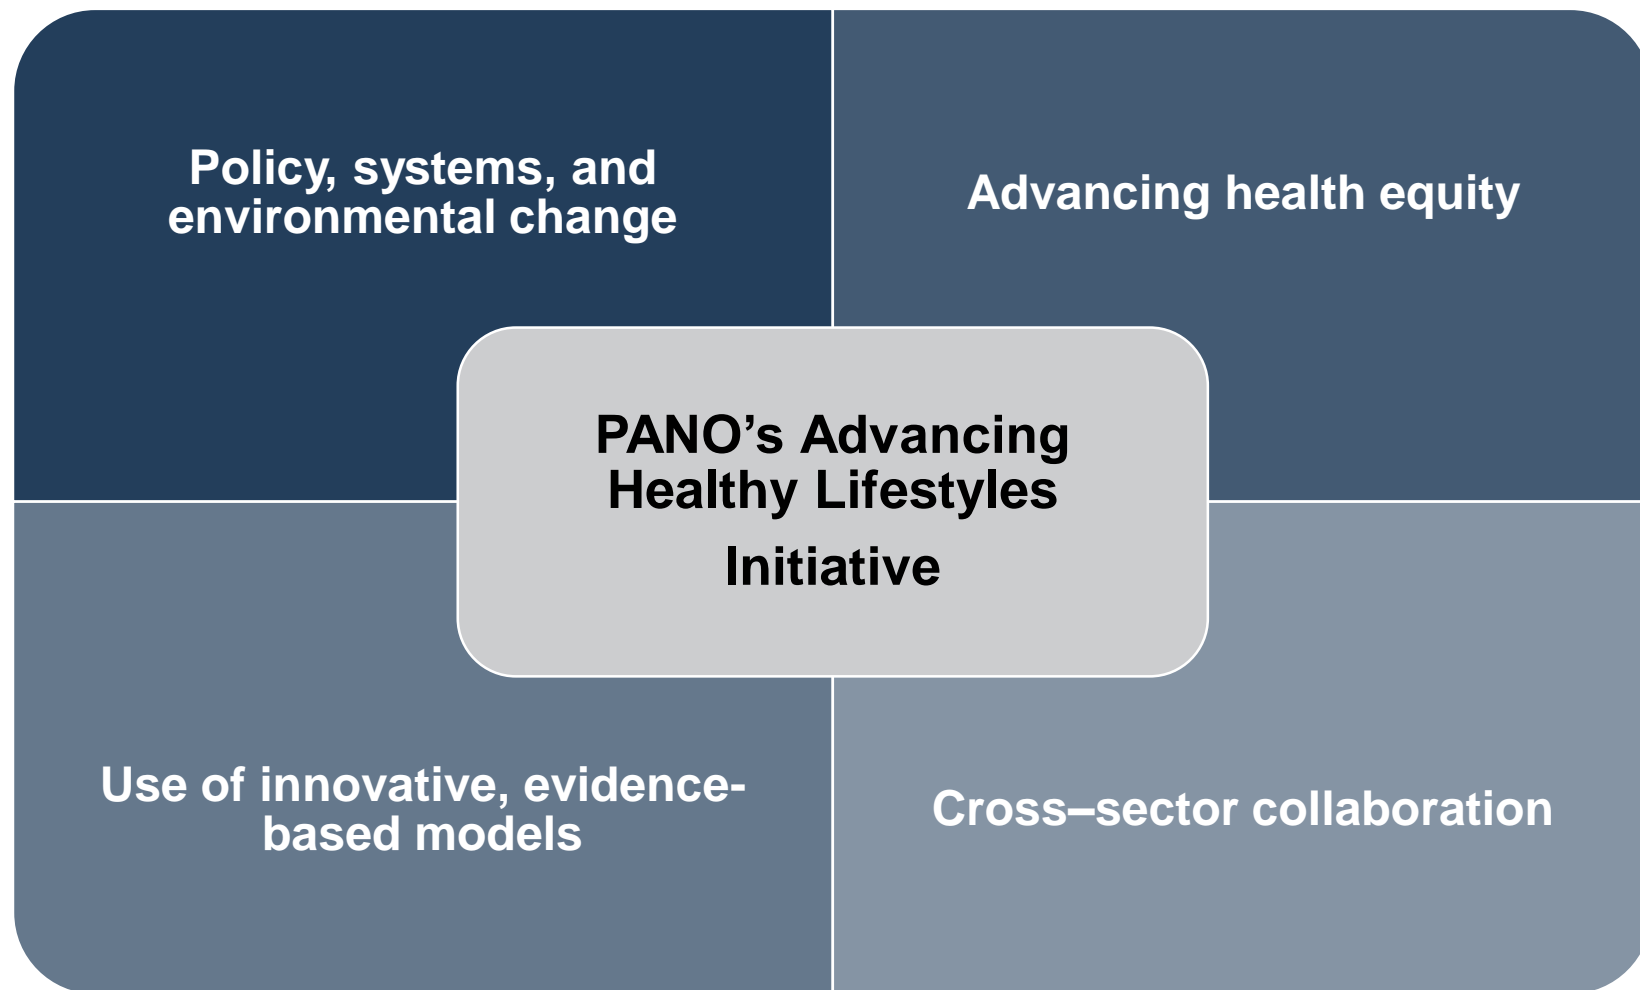 Policy, systems, and
environmental change
Advancing health equity
PANO’s Advancing
Healthy Lifestyles
Initiative
Use of innovative, evidence-
based models
Cross–sector collaboration